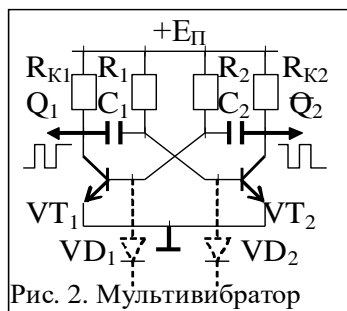 +Eп
RК1 R1 R2 RК2
Q1 C1 C2 Q2
VT1 VT2
VD1 VD2
Рис. 2. Мультивибратор